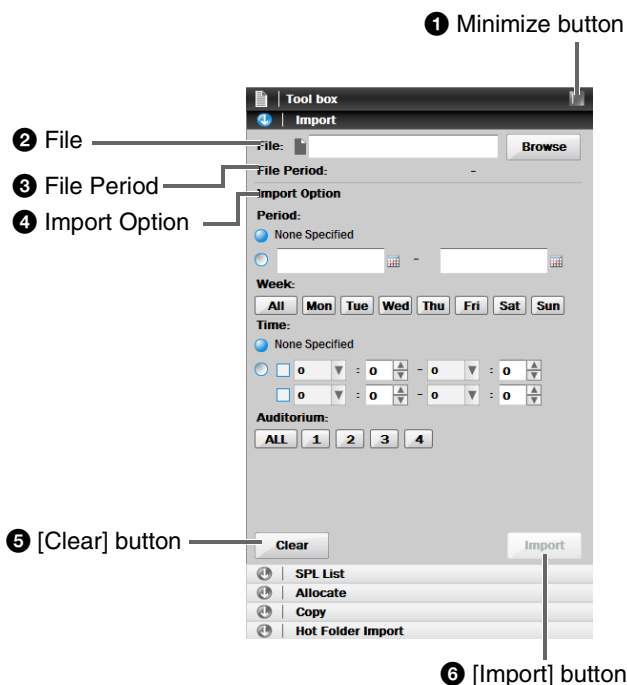 ❶ Minimize button
Tool box
Import
❷ File
File: Browse
❸ File Period
File Period: -
❹ Import Option
Import Option
Period:
None Specified
-
Week:
All Mon Tue Wed Thu Fri Sat Sun
Time:
None Specified
0 : 0 - 0 : 0
0 : 0 - 0 : 0
Auditorium:
ALL 1 2 3 4
❺ [Clear] button
Clear Import
SPL List
Allocate
Copy
Hot Folder Import
❻ [Import] button